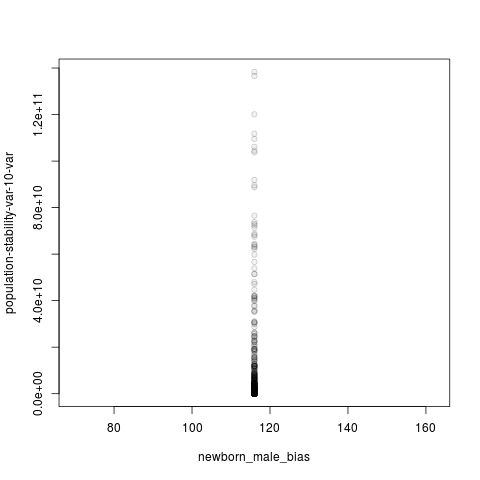 population-stability-var-10-var
1.2e+11
8.0e+10
4.0e+10
0.0e+00
80
100
120
140
160
newborn_male_bias